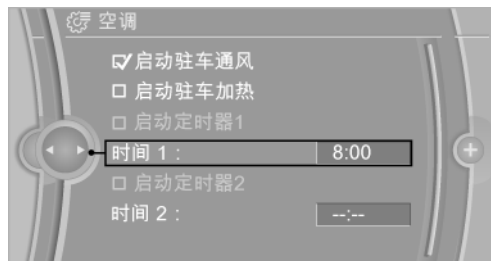 空调
启动驻车通风
启动驻车加热
启动定时器1
时间 1 : 8:00
启动定时器2
时间 2 : --:--